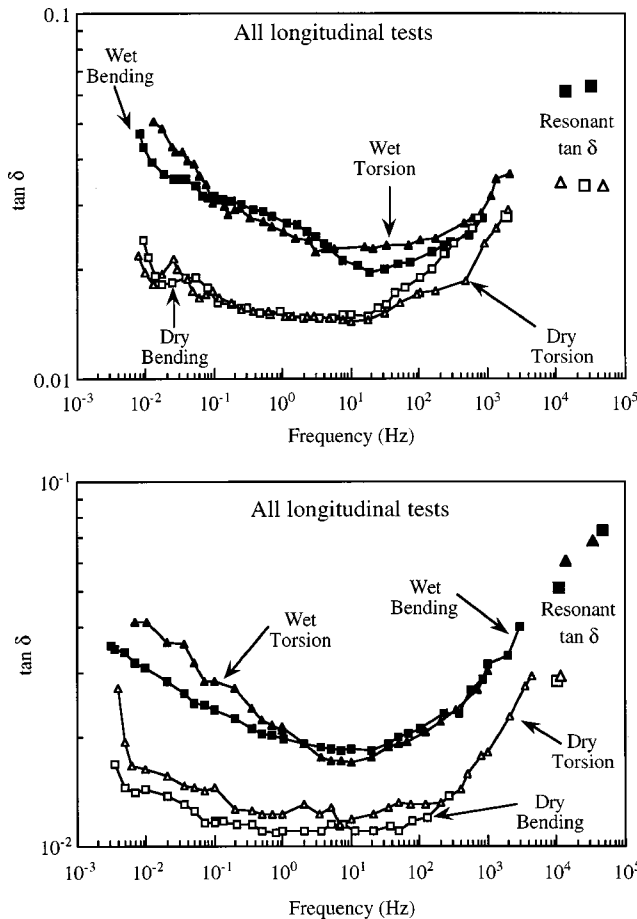 0.1
All longitudinal tests
Wet
Bending
Wet
Torsion
Resonant
tan δ
tan δ
Dry
Bending
Dry
Torsion
0.01
10⁻³ 10⁻² 10⁻¹ 10⁰ 10¹ 10² 10³ 10⁴ 10⁵
Frequency (Hz)
10⁻¹
All longitudinal tests
Wet
Torsion
Wet
Bending
Resonant
tan δ
tan δ
Dry
Torsion
Dry
Bending
10⁻²
10⁻³ 10⁻² 10⁻¹ 10⁰ 10¹ 10² 10³ 10⁴ 10⁵
Frequency (Hz)